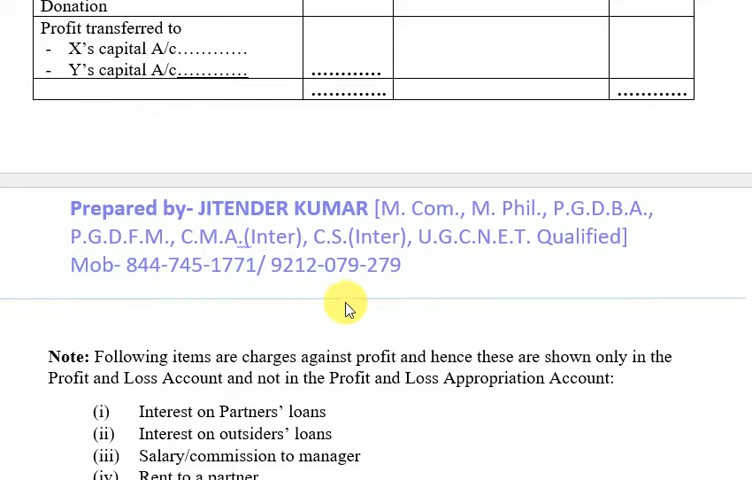 Donation
Profit transferred to
- X’s capital A/c…………
- Y’s capital A/c…………
…………
………….
…………
Prepared by- JITENDER KUMAR [M. Com., M. Phil., P.G.D.B.A.,
P.G.D.F.M., C.M.A.(Inter), C.S.(Inter), U.G.C.N.E.T. Qualified]
Mob- 844-745-1771/ 9212-079-279
Note: Following items are charges against profit and hence these are shown only in the
Profit and Loss Account and not in the Profit and Loss Appropriation Account:
(i) Interest on Partners’ loans
(ii) Interest on outsiders’ loans
(iii) Salary/commission to manager
(iv) Rent to a partner